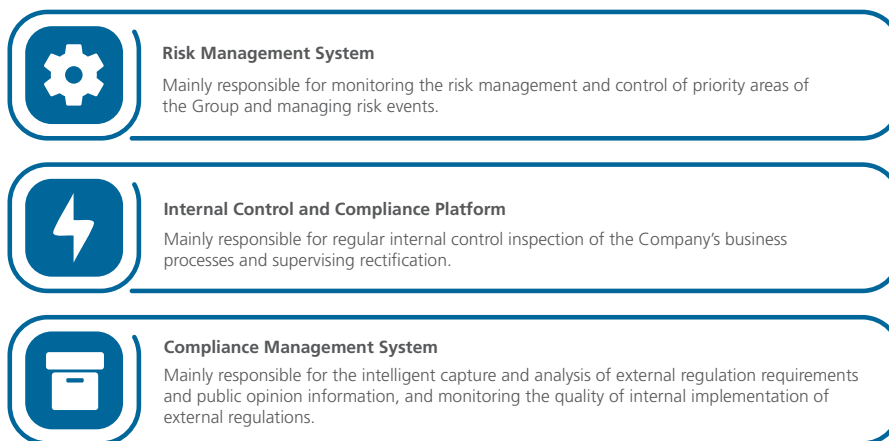 Risk Management System
Mainly responsible for monitoring the risk management and control of priority areas of
the Group and managing risk events.
Internal Control and Compliance Platform
Mainly responsible for regular internal control inspection of the Company's business
processes and supervising rectification.
Compliance Management System
Mainly responsible for the intelligent capture and analysis of external regulation requirements
and public opinion information, and monitoring the quality of internal implementation of
external regulations.